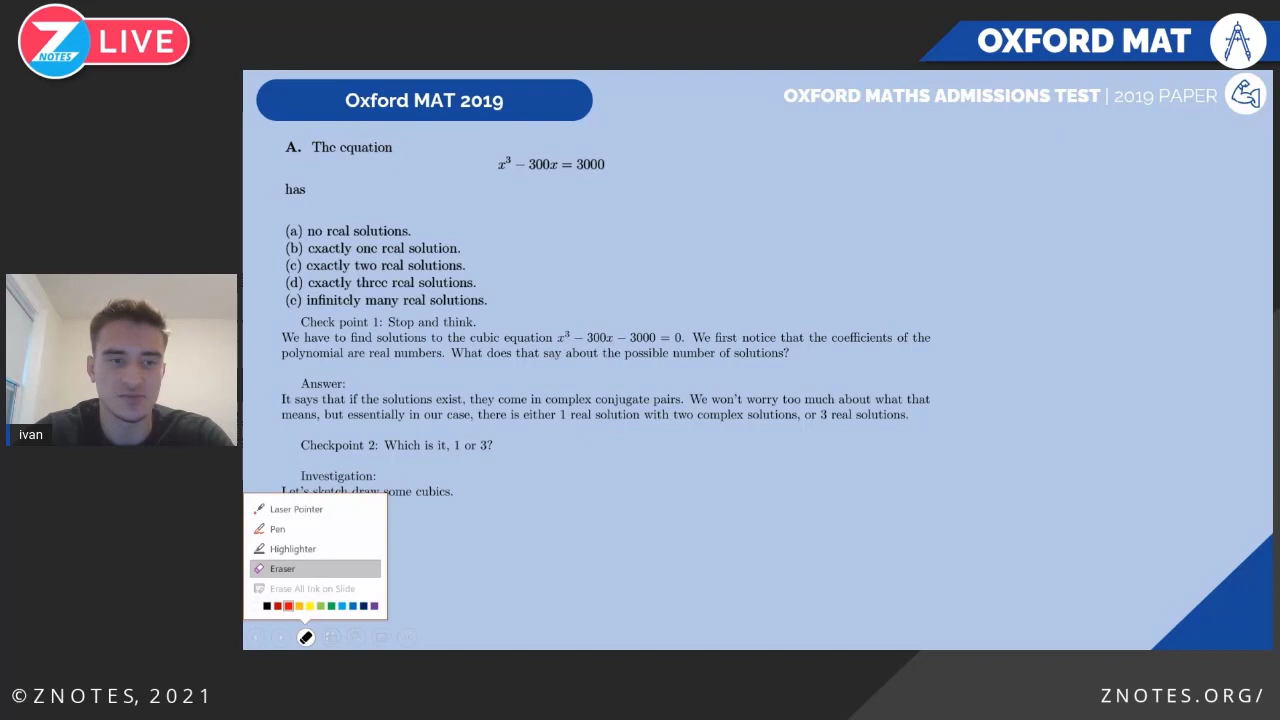 Z NOTES LIVE
OXFORD MAT
Oxford MAT 2019
OXFORD MATHS ADMISSIONS TEST | 2019 PAPER
A. The equation
x³ − 300x = 3000
has
(a) no real solutions.
(b) exactly one real solution.
(c) exactly two real solutions.
(d) exactly three real solutions.
(e) infinitely many real solutions.
Check point 1: Stop and think.
We have to find solutions to the cubic equation x³ − 300x − 3000 = 0. We first notice that the coefficients of the
polynomial are real numbers. What does that say about the possible number of solutions?
Answer:
It says that if the solutions exist, they come in complex conjugate pairs. We won't worry too much about what that
means, but essentially in our case, there is either 1 real solution with two complex solutions, or 3 real solutions.
ivan
Checkpoint 2: Which is it, 1 or 3?
Investigation:
Let's sketch draw some cubics.
Laser Pointer
Pen
Highlighter
Eraser
Erase All Ink on Slide
© ZNOTES, 2021
ZNOTES.ORG/